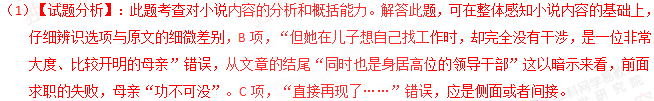 （1）【试题分析】：此题考查对小说内容的分析和概括能力。解答此题，可在整体感知小说内容的基础上，
仔细辨识选项与原文的细微差别，B 项，“但她在儿子想自己找工作时，却完全没有干涉，是一位非常
大度、比较开明的母亲”错误，从文章的结尾“同时也是身居高位的领导干部”这以暗示来看，前面
求职的失败，母亲“功不可没”。C 项，“直接再现了……”错误，应是侧面或者间接。